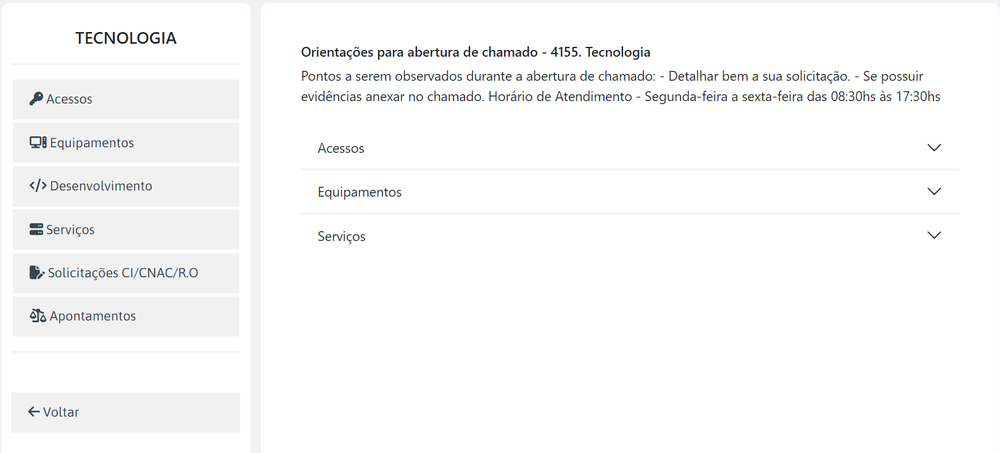 TECNOLOGIA
Acessos
Equipamentos
Desenvolvimento
Serviços
Solicitações CI/CNAC/R.O
Apontamentos
Voltar
Orientações para abertura de chamado - 4155. Tecnologia
Pontos a serem observados durante a abertura de chamado: - Detalhar bem a sua solicitação. - Se possuir
evidências anexar no chamado. Horário de Atendimento - Segunda-feira a sexta-feira das 08:30hs às 17:30hs
Acessos
Equipamentos
Serviços